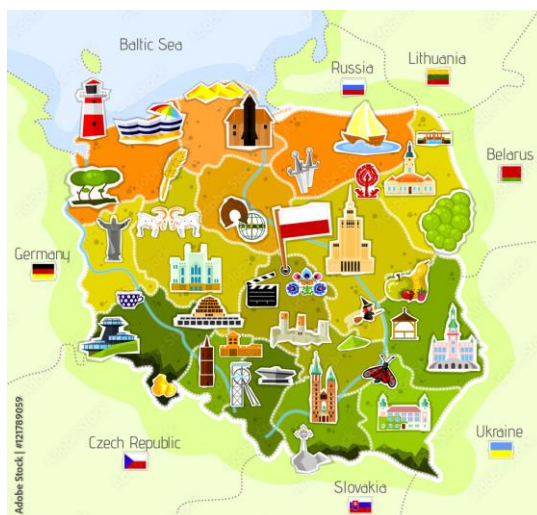 Baltic Sea
Lithuania
Russia
Belarus
Germany
Ukraine
Czech Republic
Slovakia
Adobe Stock | #121789059